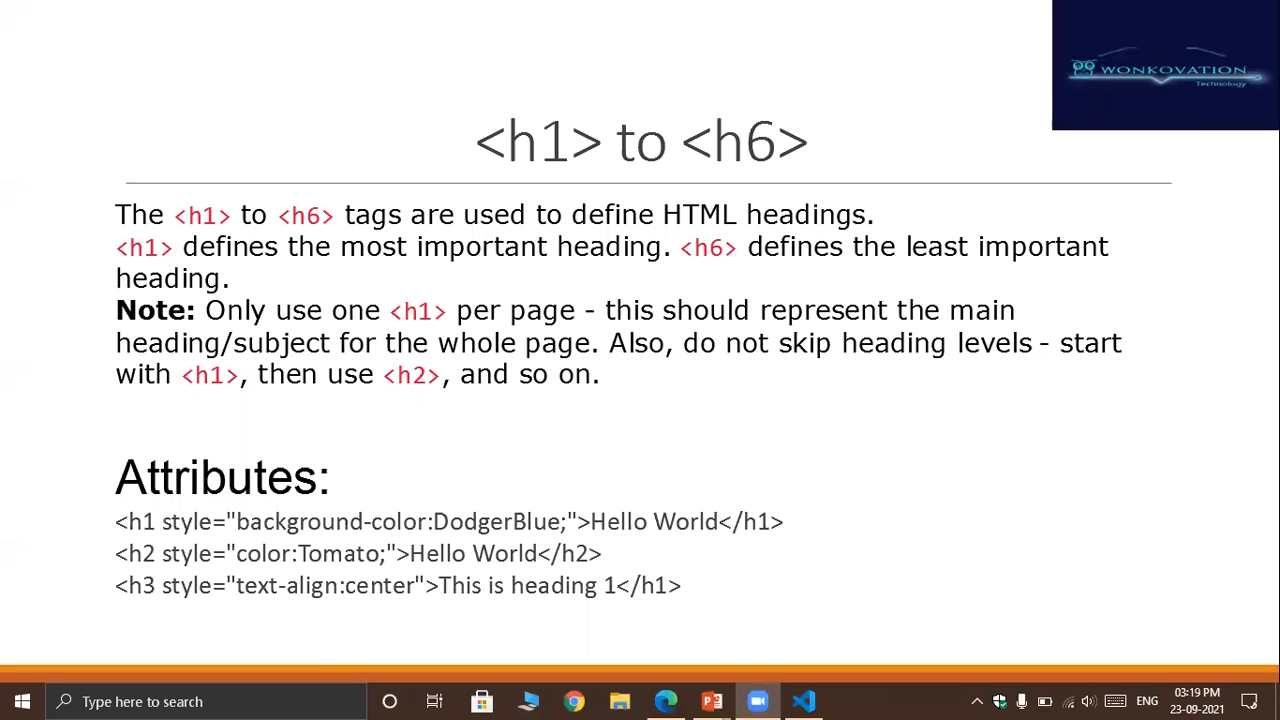 WONKOVATION
Technology
<h1> to <h6>
The <h1> to <h6> tags are used to define HTML headings.
<h1> defines the most important heading. <h6> defines the least important
heading.
Note: Only use one <h1> per page - this should represent the main
heading/subject for the whole page. Also, do not skip heading levels - start
with <h1>, then use <h2>, and so on.
Attributes:
<h1 style="background-color:DodgerBlue;">Hello World</h1>
<h2 style="color:Tomato;">Hello World</h2>
<h3 style="text-align:center">This is heading 1</h1>
Type here to search
ENG
03:19 PM
23-09-2021